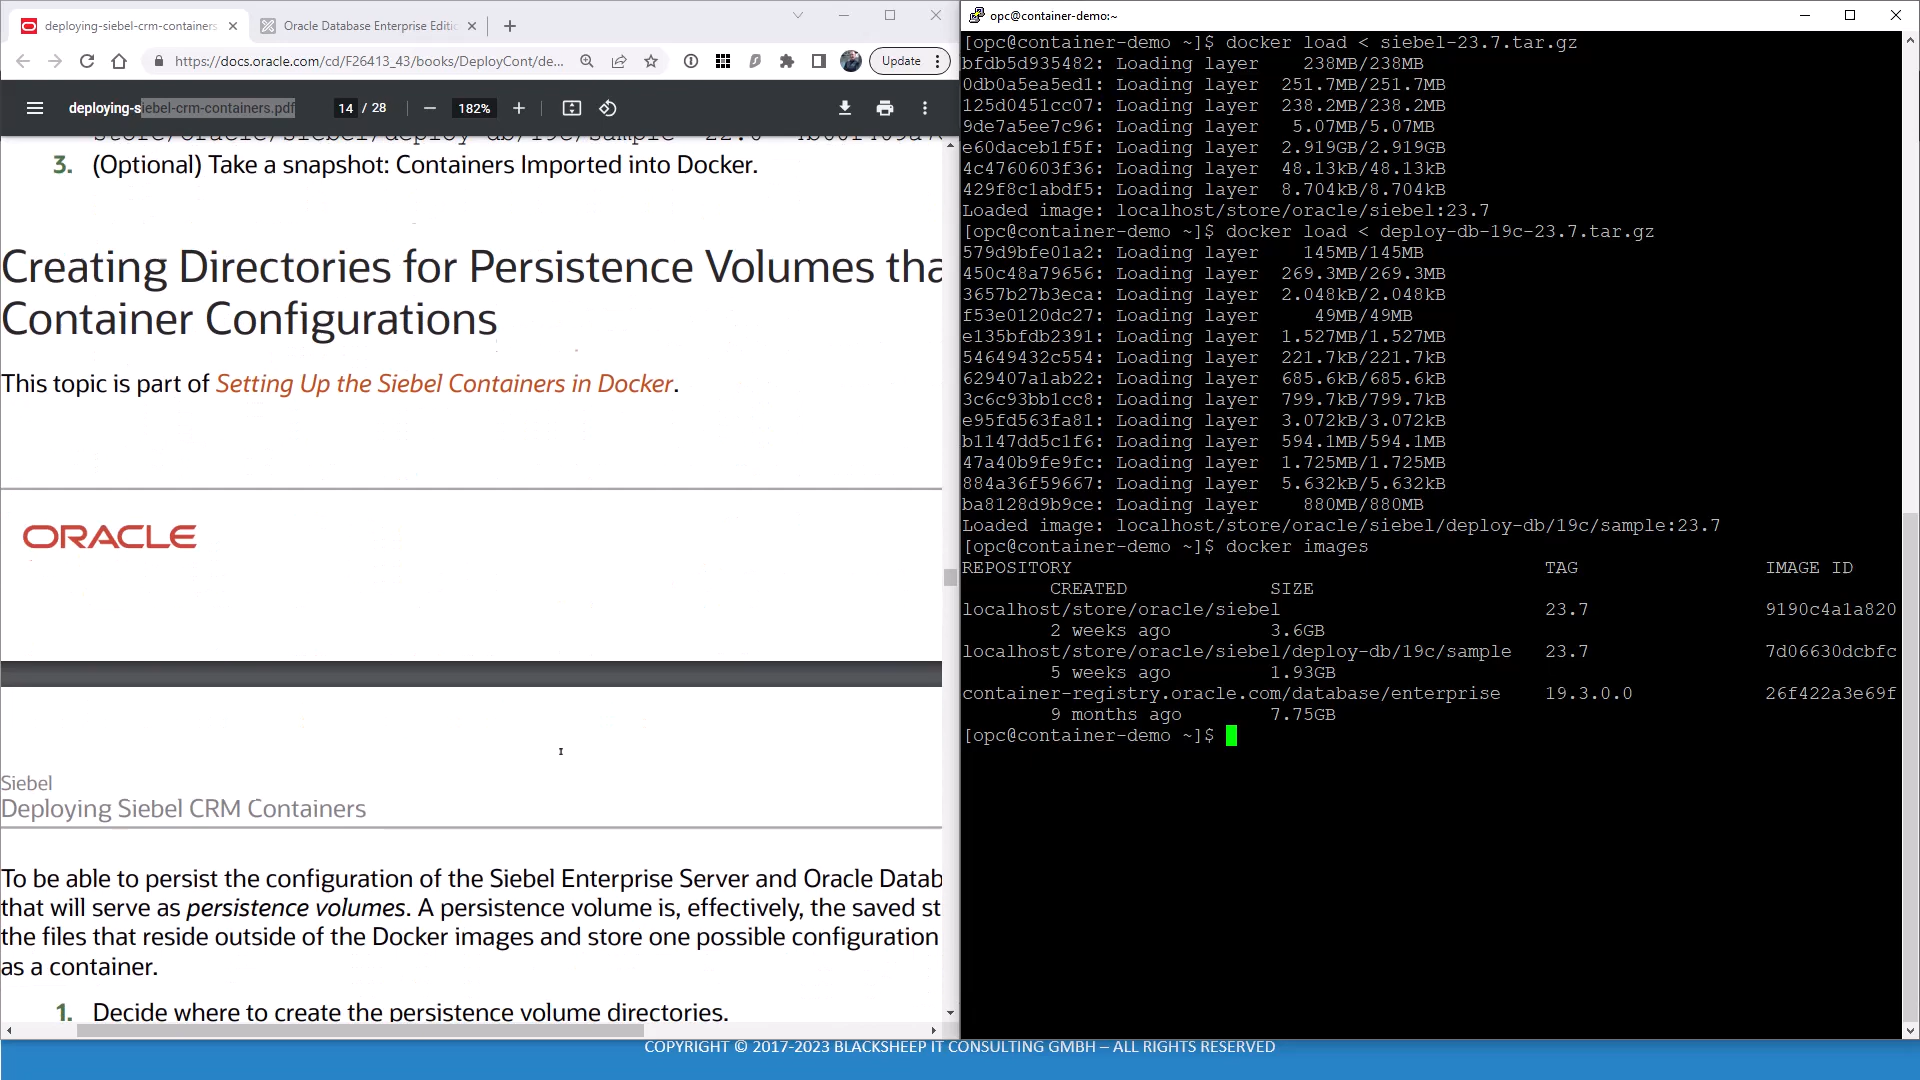 deploying-siebel-crm-containers
Oracle Database Enterprise Editic
https://docs.oracle.com/cd/F26413_43/books/DeployCont/de...
Update
deploying-siebel-crm-containers.pdf
14 / 28
182%
3. (Optional) Take a snapshot: Containers Imported into Docker.
Creating Directories for Persistence Volumes tha
Container Configurations
This topic is part of Setting Up the Siebel Containers in Docker.
ORACLE
Siebel
Deploying Siebel CRM Containers
To be able to persist the configuration of the Siebel Enterprise Server and Oracle Datab
that will serve as persistence volumes. A persistence volume is, effectively, the saved st
the files that reside outside of the Docker images and store one possible configuration
as a container.
1. Decide where to create the persistence volume directories.
opc@container-demo:~
[opc@container-demo ~]$ docker load < siebel-23.7.tar.gz
bfdb5d935482: Loading layer 238MB/238MB
0db0a5ea5ed1: Loading layer 251.7MB/251.7MB
125d0451cc07: Loading layer 238.2MB/238.2MB
9de7a5ee7c96: Loading layer 5.07MB/5.07MB
e60daceb1f5f: Loading layer 2.919GB/2.919GB
4c4760603f36: Loading layer 48.13kB/48.13kB
429f8c1abdf5: Loading layer 8.704kB/8.704kB
Loaded image: localhost/store/oracle/siebel:23.7
[opc@container-demo ~]$ docker load < deploy-db-19c-23.7.tar.gz
579d9bfe01a2: Loading layer 145MB/145MB
450c48a79656: Loading layer 269.3MB/269.3MB
3657b27b3eca: Loading layer 2.048kB/2.048kB
f53e0120dc27: Loading layer 49MB/49MB
e135bfdb2391: Loading layer 1.527MB/1.527MB
54649432c554: Loading layer 221.7kB/221.7kB
629407a1ab22: Loading layer 685.6kB/685.6kB
3c6c93bb1cc8: Loading layer 799.7kB/799.7kB
e95fd563fa81: Loading layer 3.072kB/3.072kB
b1147dd5c1f6: Loading layer 594.1MB/594.1MB
47a40b9fe9fc: Loading layer 1.725MB/1.725MB
884a36f59667: Loading layer 5.632kB/5.632kB
ba8128d9b9ce: Loading layer 880MB/880MB
Loaded image: localhost/store/oracle/siebel/deploy-db/19c/sample:23.7
[opc@container-demo ~]$ docker images
REPOSITORY TAG IMAGE ID
CREATED SIZE
localhost/store/oracle/siebel 23.7 9190c4a1a820
2 weeks ago 3.6GB
localhost/store/oracle/siebel/deploy-db/19c/sample 23.7 7d06630dcbfc
5 weeks ago 1.93GB
container-registry.oracle.com/database/enterprise 19.3.0.0 26f422a3e69f
9 months ago 7.75GB
[opc@container-demo ~]$
COPYRIGHT © 2017-2023 BLACKSHEEP IT CONSULTING GMBH – ALL RIGHTS RESERVED